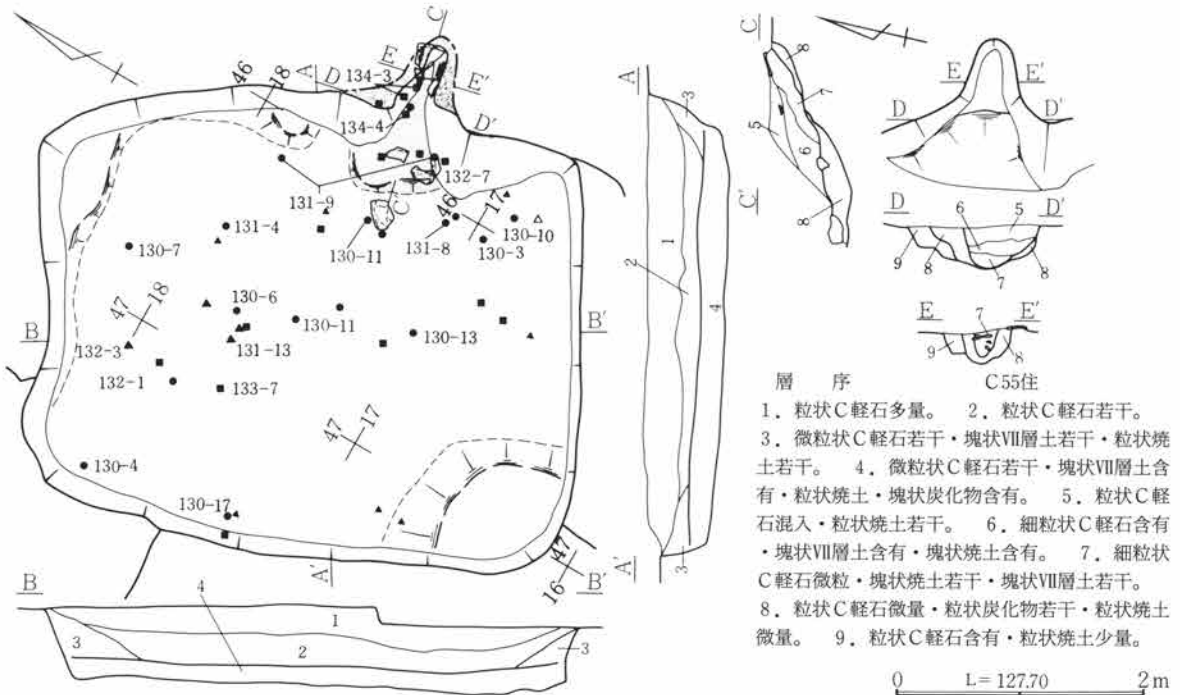 C
A
46
18
D
E
134-3
E'
134-4
D'
132-7
C'
131-9
131-4
130-7
130-11
131-8
46
17
130-10
130-3
47
18
130-6
130-11
130-13
B
B'
132-3
131-13
132-1
133-7
47
17
130-4
130-17
A'
47
16
B
B'
4
1
3
2
3
A
3
1
2
4
3
A'
C
8
7
5
6
8
C'
E
E'
D
D'
D
6
5
D'
9
8
7
8
E
7
E'
9
8
層 序 C55住
1．粒状C軽石多量。 2．粒状C軽石若干。
3．微粒状C軽石若干・塊状VII層土若干・粒状焼
土若干。 4．微粒状C軽石若干・塊状VII層土含
有・粒状焼土・塊状炭化物含有。 5．粒状C軽
石混入・粒状焼土若干。 6．細粒状C軽石含有
・塊状VII層土含有・塊状焼土含有。 7．細粒状
C軽石微粒・塊状焼土若干・塊状VII層土若干。
8．粒状C軽石微量・粒状炭化物若干・粒状焼土
微量。 9．粒状C軽石含有・粒状焼土少量。
0 L=127.70 2m